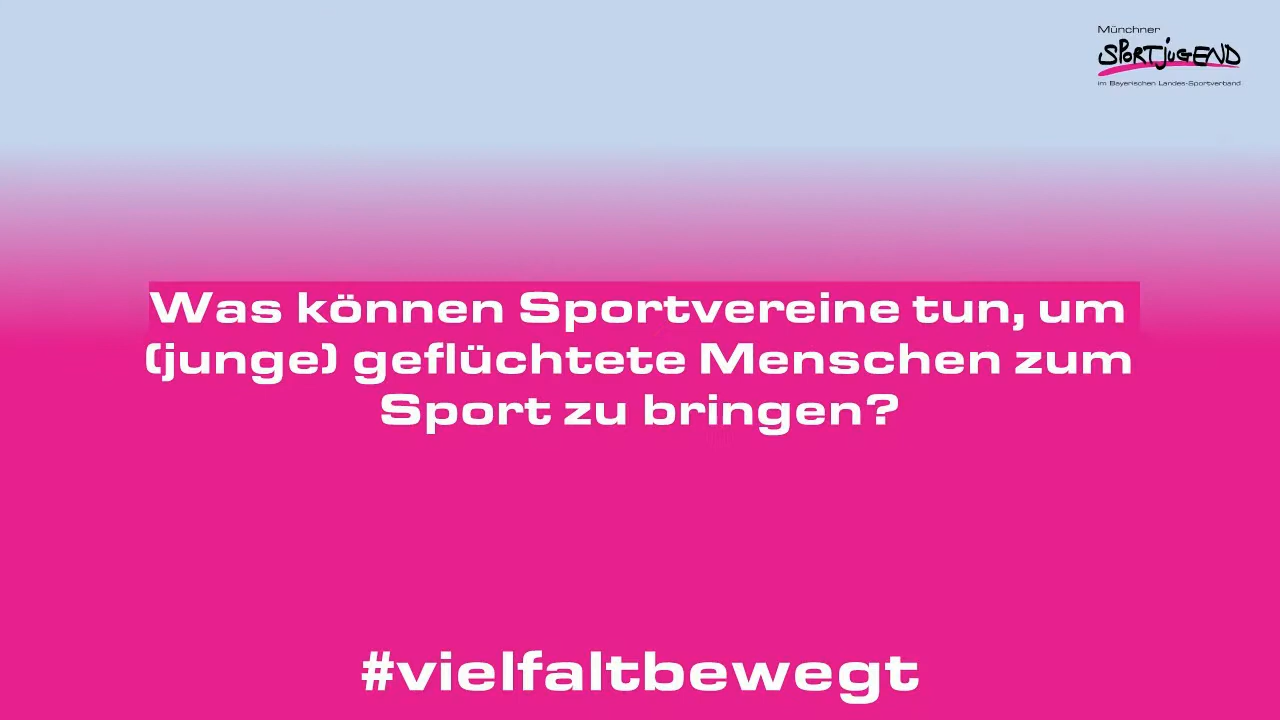 Münchner
SPORTJUGEND
im Bayerischen Landes-Sportverband
Was können Sportvereine tun, um
(junge) geflüchtete Menschen zum
Sport zu bringen?
#vielfaltbewegt